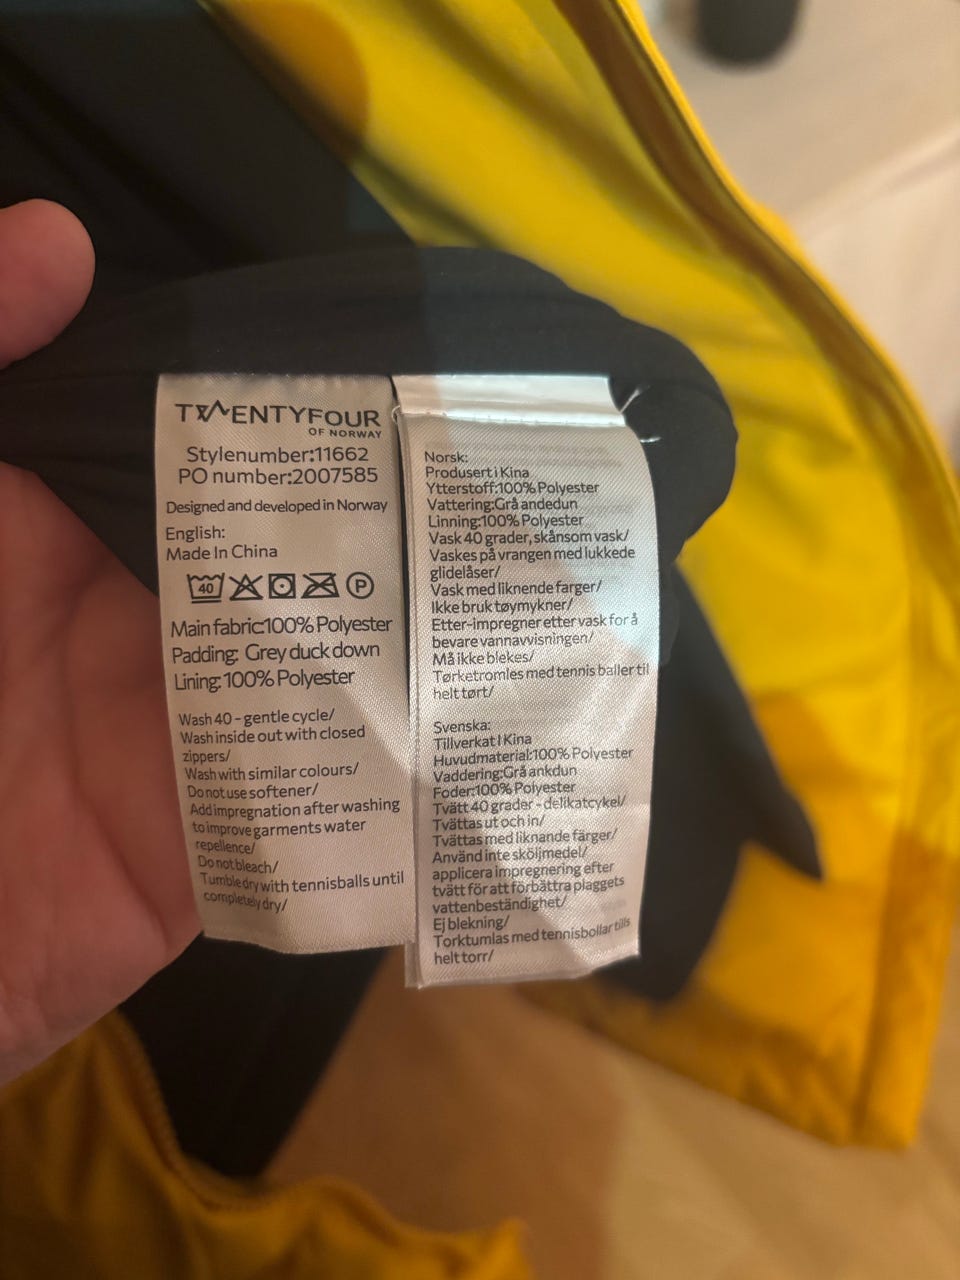 TWENTYFOUR
OF NORWAY
Stylenumber:11662
PO number:2007585
Designed and developed in Norway
English:
Made In China
40 P
Main fabric:100% Polyester
Padding: Grey duck down
Lining: 100% Polyester
Wash 40 - gentle cycle/
Wash inside out with closed
zippers/
Wash with similar colours/
Do not use softener/
Add impregnation after washing
to improve garments water
repellence/
Do not bleach/
Tumble dry with tennisballs until
completely dry/
Norsk:
Produsert i Kina
Ytterstoff:100% Polyester
Vattering:Grå andedun
Linning:100% Polyester
Vask 40 grader, skånsom vask/
Vaskes på vrangen med lukkede
glidelåser/
Vask med liknende farger/
Ikke bruk tøymykner/
Etter-impregner etter vask for å
bevare vannavvisningen/
Må ikke blekes/
Tørketromles med tennis baller til
helt tørt/
Svenska:
Tillverkat I Kina
Huvudmaterial:100% Polyester
Vaddering:Grå ankdun
Foder:100% Polyester
Tvätt 40 grader - delikatcykel/
Tvättas ut och in/
Tvättas med liknande färger/
Använd inte sköljmedel/
applicera impregnering efter
tvätt för att förbättra plaggets
vattenbeständighet/
Ej blekning/
Torktumlas med tennisbollar tills
helt torr/